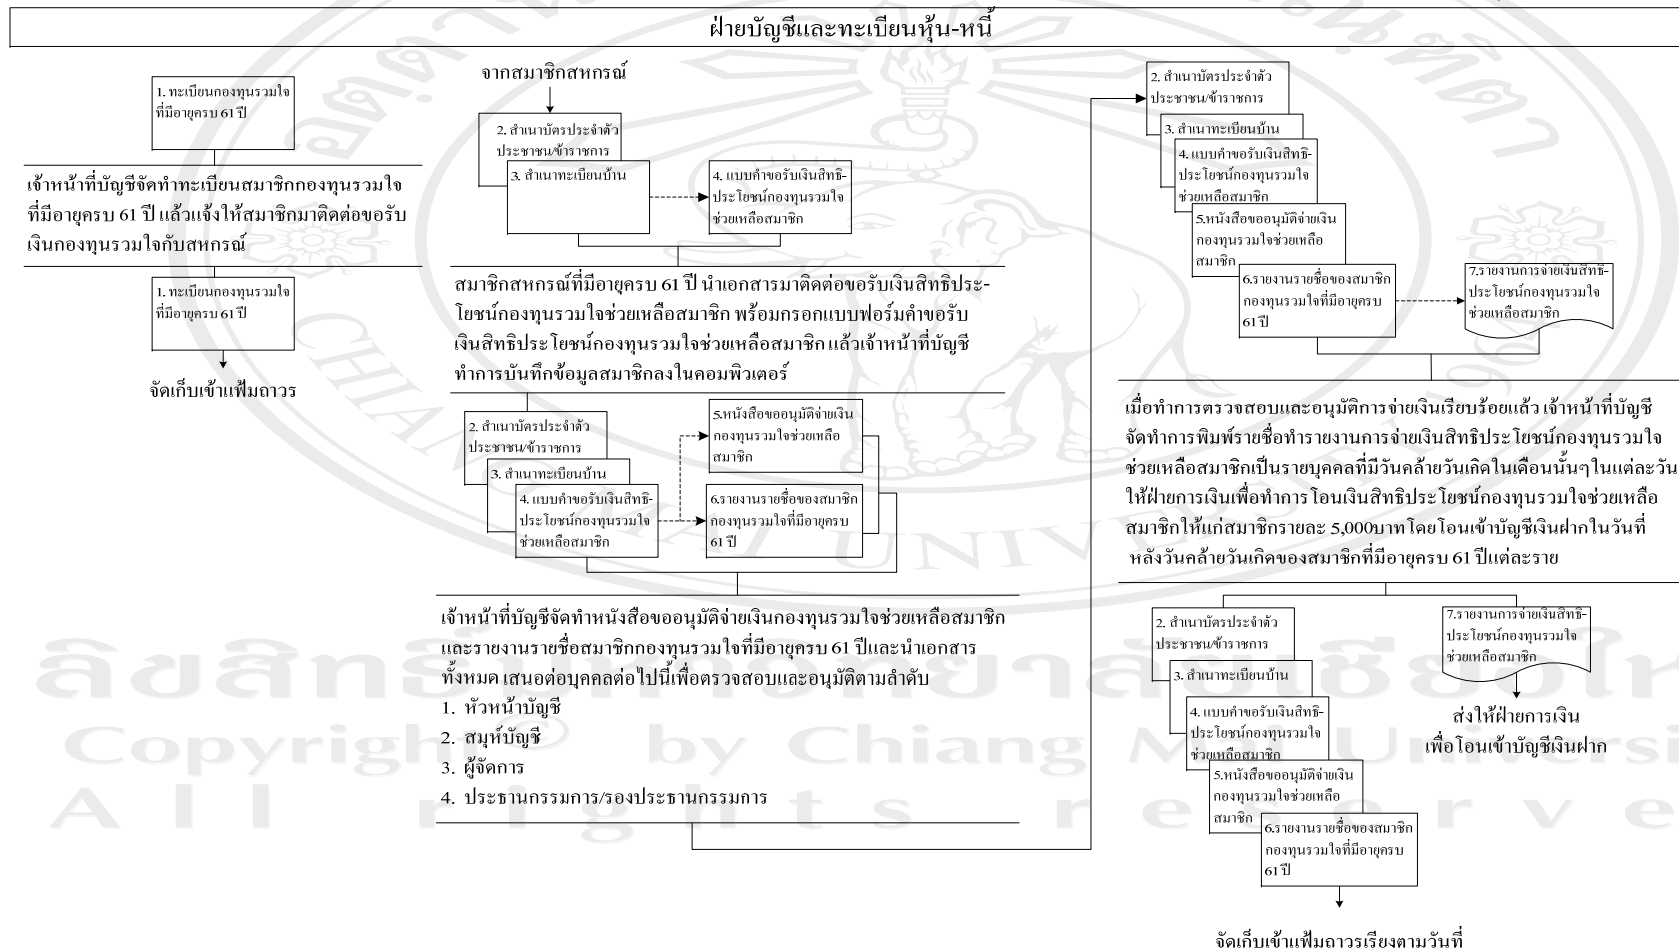 ฝ่ายบัญชีและทะเบียนหุ้น-หนี้
1. ทะเบียนกองทุนรวมใจ
ที่มีอายุครบ 61 ปี
เจ้าหน้าที่บัญชีจัดทำทะเบียนสมาชิกกองทุนรวมใจ
ที่มีอายุครบ 61 ปี แล้วแจ้งให้สมาชิกมาติดต่อขอรับ
เงินกองทุนรวมใจกับสหกรณ์
1. ทะเบียนกองทุนรวมใจ
ที่มีอายุครบ 61 ปี
จัดเก็บเข้าแฟ้มถาวร
จากสมาชิกสหกรณ์
2. สำเนาบัตรประจำตัว
ประชาชน/ข้าราชการ
3. สำเนาทะเบียนบ้าน
4. แบบคำขอรับเงินสิทธิ-
ประโยชน์กองทุนรวมใจ
ช่วยเหลือสมาชิก
สมาชิกสหกรณ์ที่มีอายุครบ 61 ปี นำเอกสารมาติดต่อขอรับเงินสิทธิประ-
โยชน์กองทุนรวมใจช่วยเหลือสมาชิก พร้อมกรอกแบบฟอร์มคำขอรับ
เงินสิทธิประโยชน์กองทุนรวมใจช่วยเหลือสมาชิก แล้วเจ้าหน้าที่บัญชี
ทำการบันทึกข้อมูลสมาชิกลงในคอมพิวเตอร์
2. สำเนาบัตรประจำตัว
ประชาชน/ข้าราชการ
3. สำเนาทะเบียนบ้าน
4. แบบคำขอรับเงินสิทธิ-
ประโยชน์กองทุนรวมใจ
ช่วยเหลือสมาชิก
5.หนังสือขออนุมัติจ่ายเงิน
กองทุนรวมใจช่วยเหลือ
สมาชิก
6.รายงานรายชื่อของสมาชิก
กองทุนรวมใจที่มีอายุครบ
61 ปี
เจ้าหน้าที่บัญชีจัดทำหนังสือขออนุมัติจ่ายเงินกองทุนรวมใจช่วยเหลือสมาชิก
และรายงานรายชื่อสมาชิกกองทุนรวมใจที่มีอายุครบ 61 ปีและนำเอกสาร
ทั้งหมด เสนอต่อบุคคลต่อไปนี้เพื่อตรวจสอบและอนุมัติตามลำดับ
1. หัวหน้าบัญชี
2. สมุห์บัญชี
3. ผู้จัดการ
4. ประธานกรรมการ/รองประธานกรรมการ
2. สำเนาบัตรประจำตัว
ประชาชน/ข้าราชการ
3. สำเนาทะเบียนบ้าน
4. แบบคำขอรับเงินสิทธิ-
ประโยชน์กองทุนรวมใจ
ช่วยเหลือสมาชิก
5.หนังสือขออนุมัติจ่ายเงิน
กองทุนรวมใจช่วยเหลือ
สมาชิก
6.รายงานรายชื่อของสมาชิก
กองทุนรวมใจที่มีอายุครบ
61 ปี
7.รายงานการจ่ายเงินสิทธิ-
ประโยชน์กองทุนรวมใจ
ช่วยเหลือสมาชิก
เมื่อทำการตรวจสอบและอนุมัติการจ่ายเงินเรียบร้อยแล้ว เจ้าหน้าที่บัญชี
จัดทำการพิมพ์รายชื่อทำรายงานการจ่ายเงินสิทธิประโยชน์กองทุนรวมใจ
ช่วยเหลือสมาชิกเป็นรายบุคคลที่มีวันคล้ายวันเกิดในเดือนนั้นๆในแต่ละวัน
ให้ฝ่ายการเงินเพื่อทำการโอนเงินสิทธิประโยชน์กองทุนรวมใจช่วยเหลือ
สมาชิกให้แก่สมาชิกรายละ 5,000บาทโดยโอนเข้าบัญชีเงินฝากในวันที่
หลังวันคล้ายวันเกิดของสมาชิกที่มีอายุครบ 61 ปีแต่ละราย
2. สำเนาบัตรประจำตัว
ประชาชน/ข้าราชการ
3. สำเนาทะเบียนบ้าน
4. แบบคำขอรับเงินสิทธิ-
ประโยชน์กองทุนรวมใจ
ช่วยเหลือสมาชิก
5.หนังสือขออนุมัติจ่ายเงิน
กองทุนรวมใจช่วยเหลือ
สมาชิก
6.รายงานรายชื่อของสมาชิก
กองทุนรวมใจที่มีอายุครบ
61 ปี
จัดเก็บเข้าแฟ้มถาวรเรียงตามวันที่
7.รายงานการจ่ายเงินสิทธิ-
ประโยชน์กองทุนรวมใจ
ช่วยเหลือสมาชิก
ส่งให้ฝ่ายการเงิน
เพื่อโอนเข้าบัญชีเงินฝาก
Copyright © by Chiang Mai Universi
All rights reserve